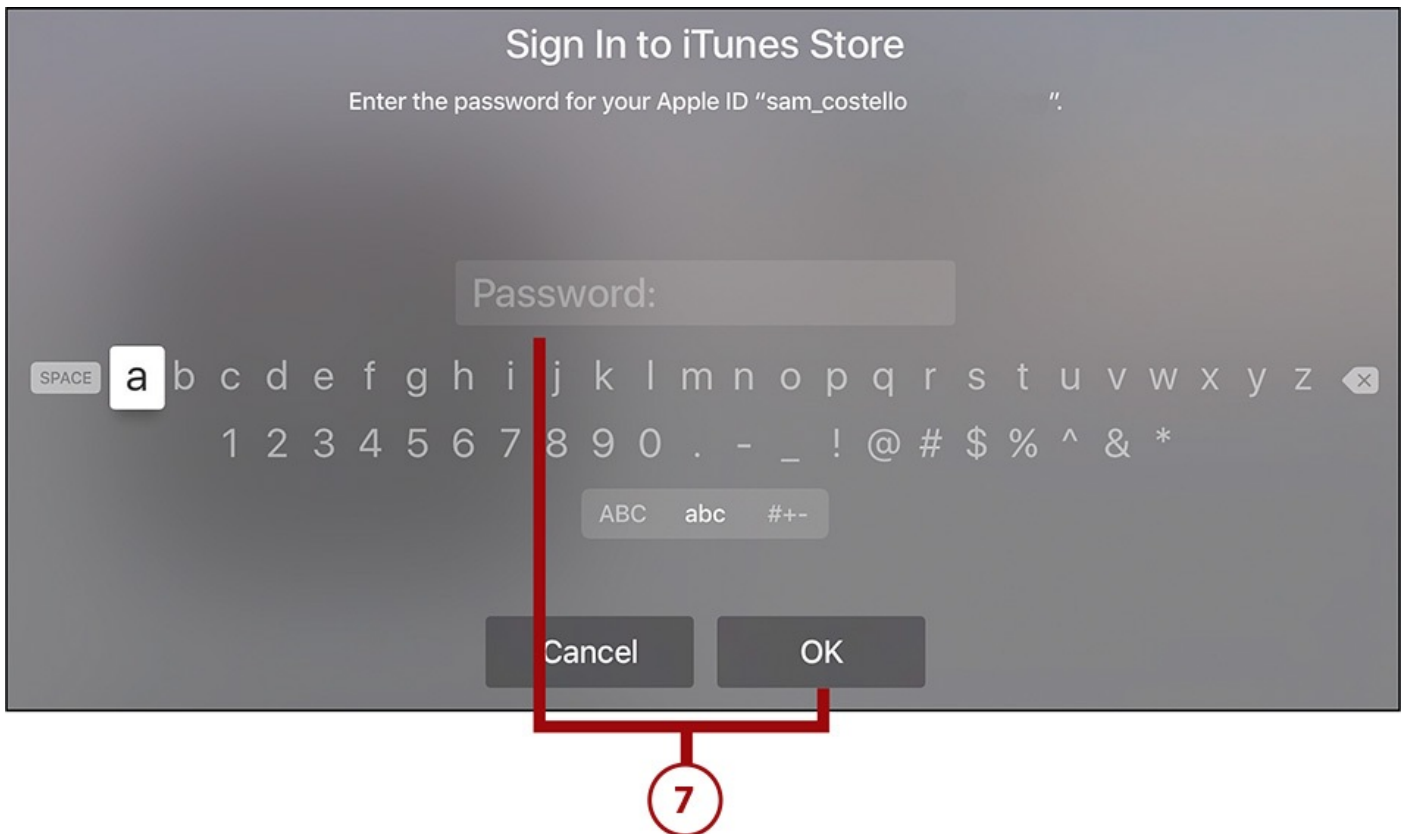 Sign In to iTunes Store
Enter the password for your Apple ID “sam_costello ”.
Password:
SPACE a b c d e f g h i j k l m n o p q r s t u v w x y z
1 2 3 4 5 6 7 8 9 0 . - _ ! @ # $ % ^ & *
ABC abc #+-
Cancel OK
7